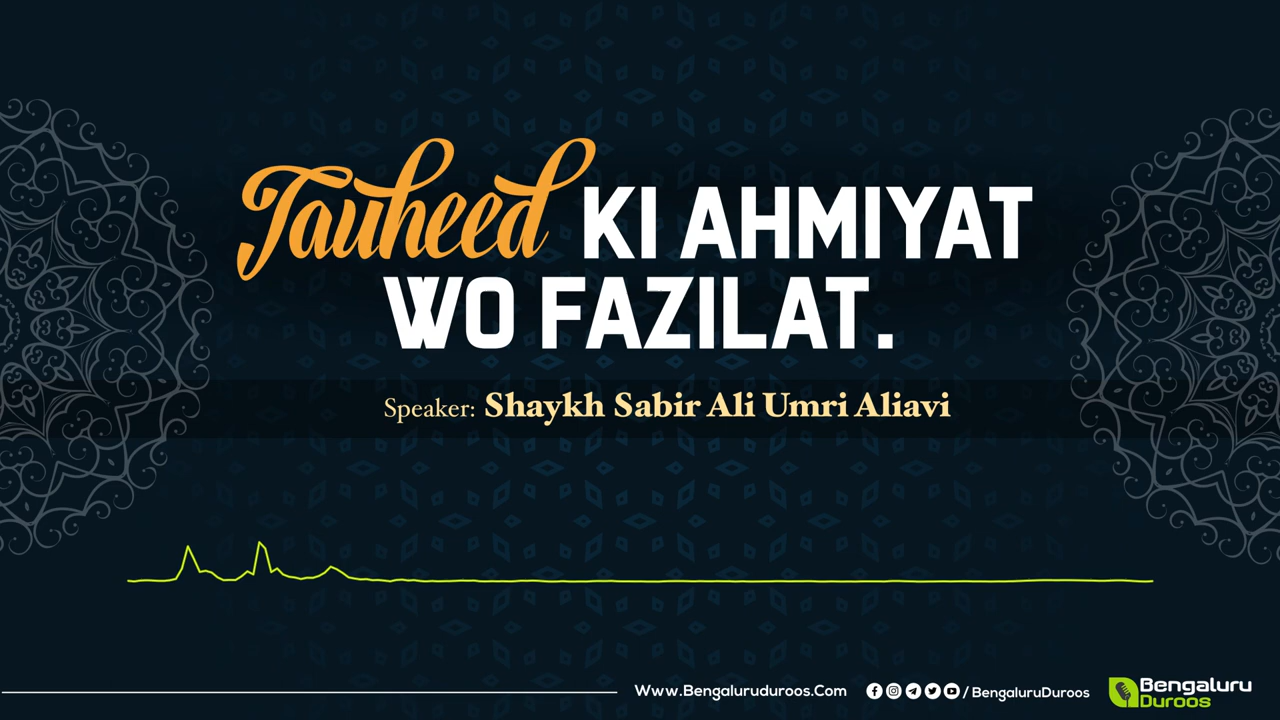 Tauheed KI AHMIYAT
WO FAZILAT.
Speaker: Shaykh Sabir Ali Umri Aliavi
Www.Bengaluruduroos.Com
/BengaluruDuroos
Bengaluru
Duroos